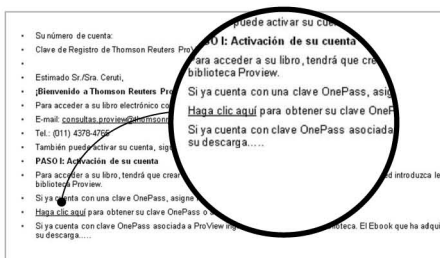 Su número de cuenta:
Clave de Registro de Thomson Reuters Pro
Estimado Sr./Sra. Ceruti,
¡Bienvenido a Thomson Reuters Pro
Para acceder a su libro electrónico co
E-mail: consultas.proview@thomsonr
Tel.: (011) 4378-4765
También puede activar su cuenta, sig
PASO I: Activación de su cuenta
Para acceder a su libro, tendrá que crear
ed introduzca le
biblioteca Proview.
Si ya cuenta con una clave OnePass, asigne
Haga clic aquí para obtener su clave OnePass o
Si ya cuenta con clave OnePass asociada a ProView ing
oteca. El Ebook que ha adqui
su descarga.....
puede activar su cue
O I: Activación de su cuenta
Para acceder a su libro, tendrá que cre
biblioteca Proview.
Si ya cuenta con una clave OnePass, asig
Haga clic aquí para obtener su clave OneP
Si ya cuenta con clave OnePass asociada
su descarga.....